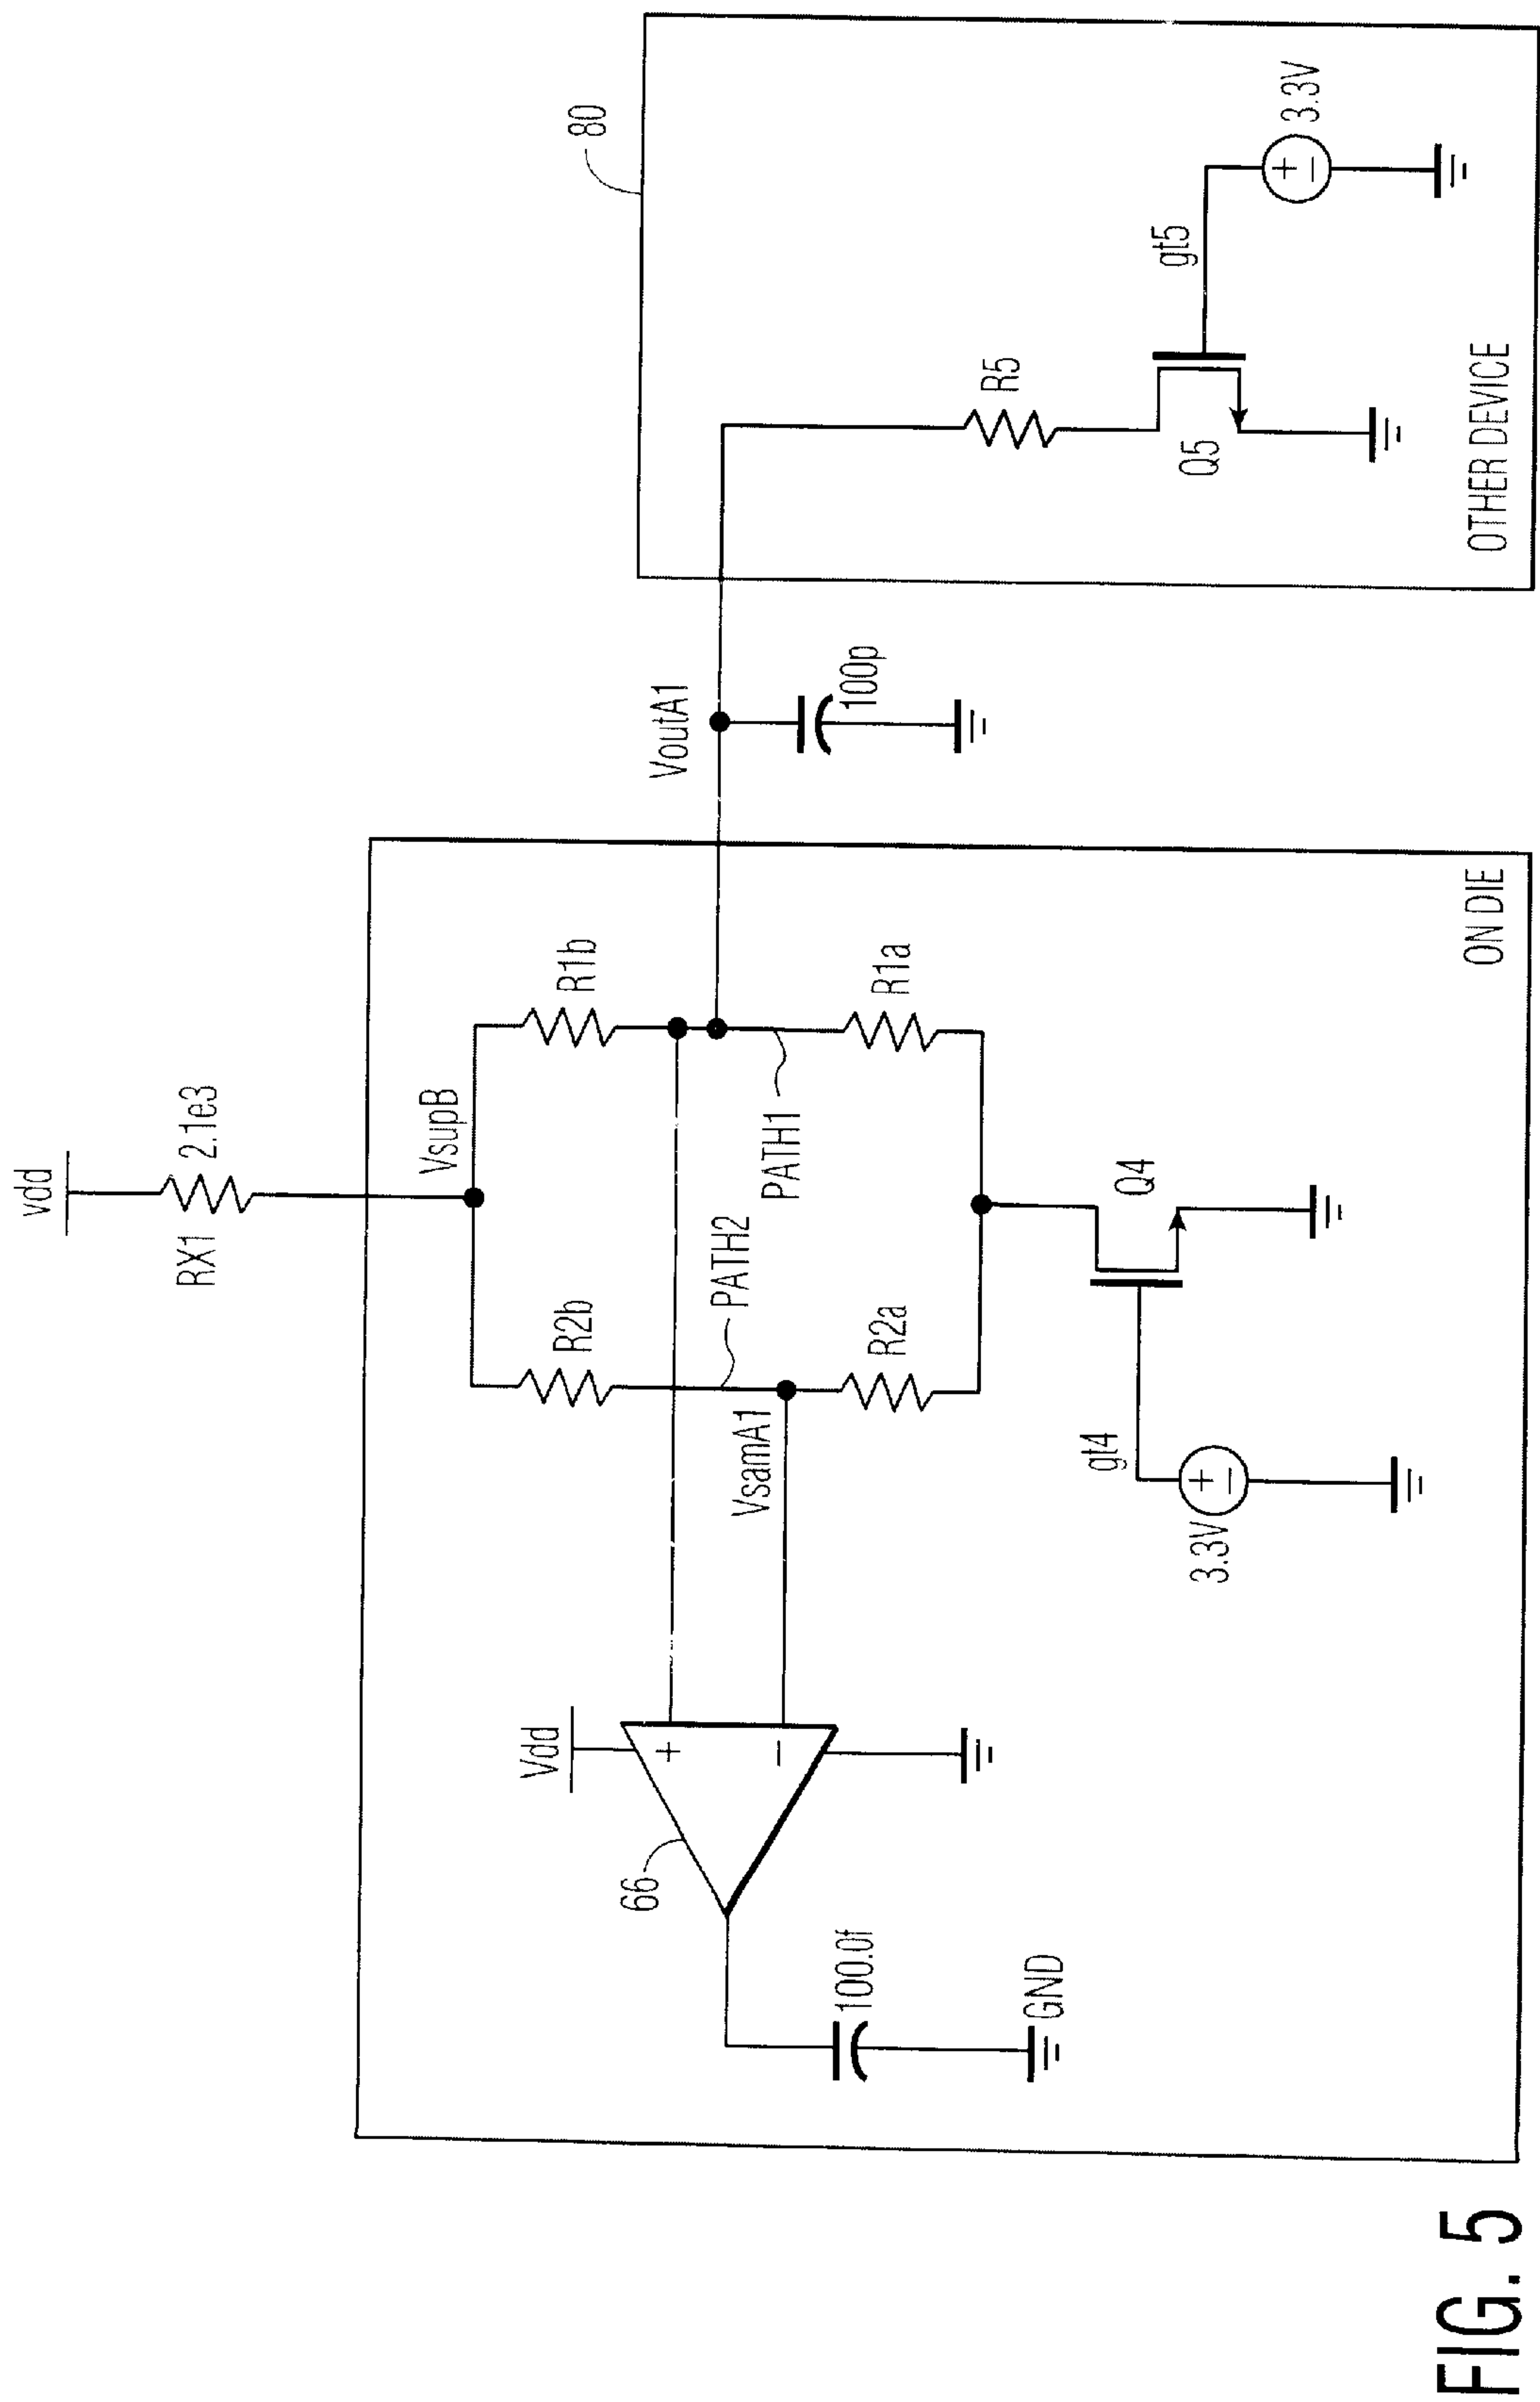 vdd
RX1 2.1e3
80
VsupB
R2b
R1b
VoutA1
100p
Vdd
+
−
66
PATH2
PATH1
VsamA1
R2a
R1a
R5
gt5
+
−
3.3V
Q5
100.0f
GND
gt4
Q4
+
−
3.3V
ON DIE
OTHER DEVICE
FIG. 5